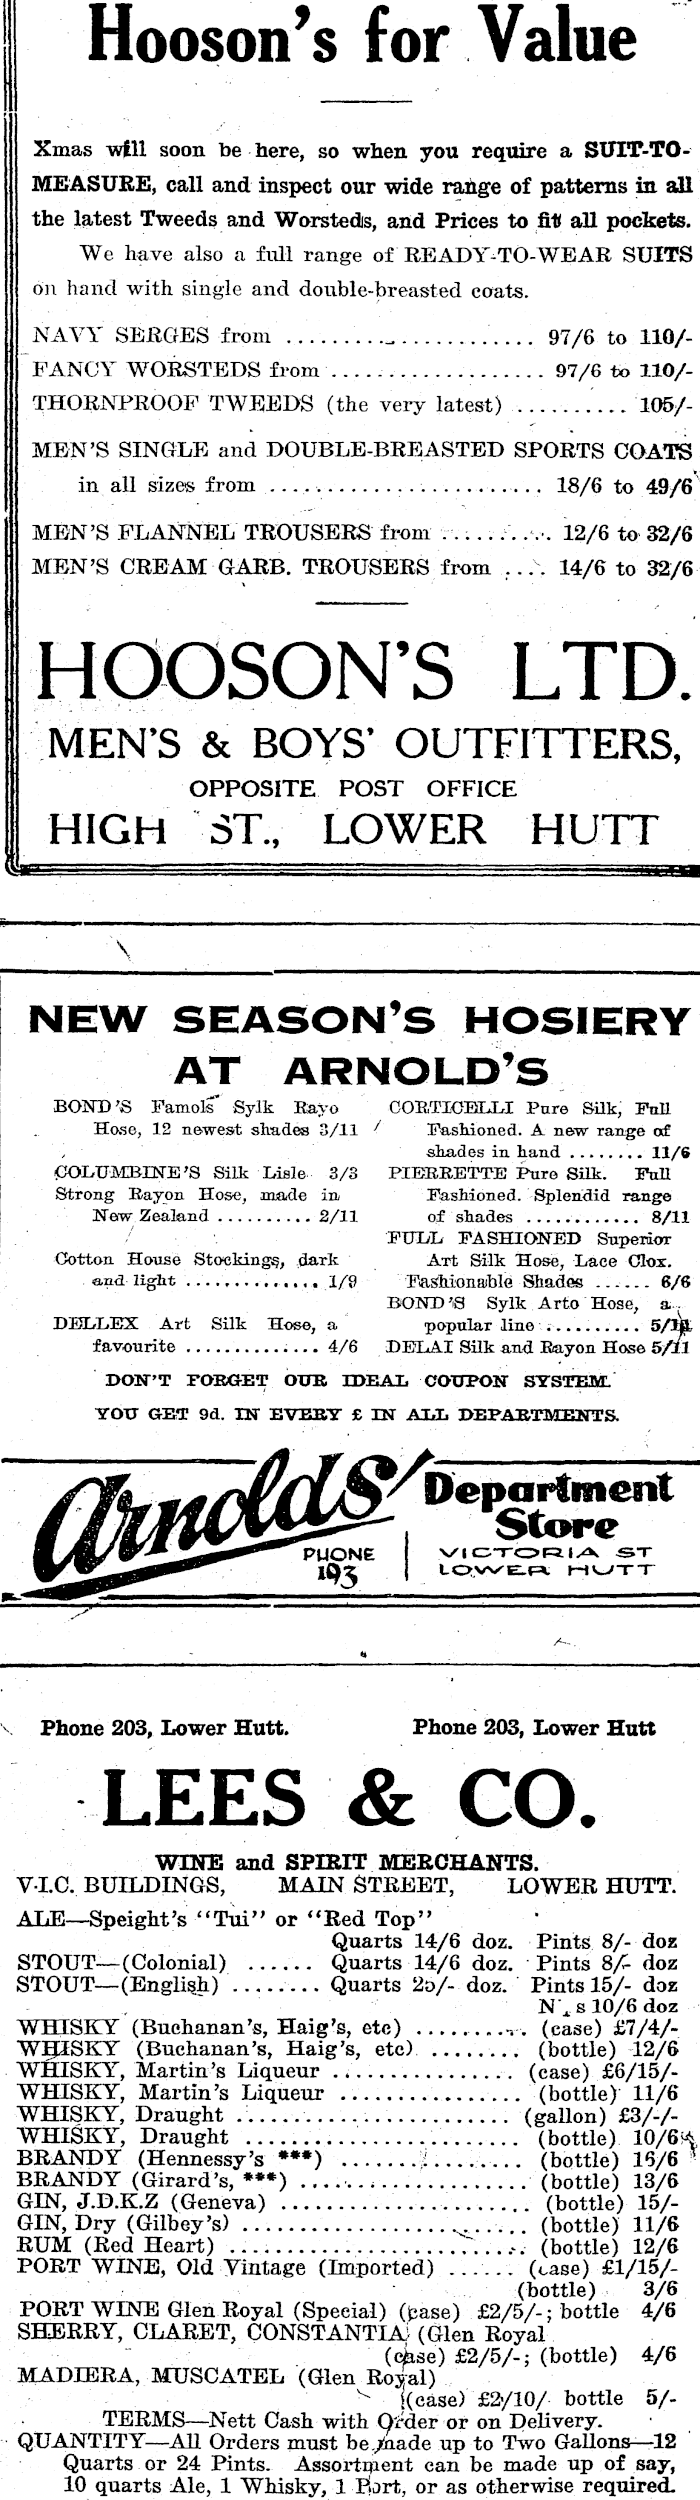 Hooson's for Value
Xmas will soon be here, so when you require a SUIT-TO-
MEASURE, call and inspect our wide range of patterns in all
the latest Tweeds and Worsteds, and Prices to fit all pockets.
We have also a full range of READY-TO-WEAR SUITS
on hand with single and double-breasted coats.
NAVY SERGES from ........................ 97/6 to 110/-
FANCY WORSTEDS from .................... 97/6 to 110/-
THORNPROOF TWEEDS (the very latest) .......... 105/-
MEN'S SINGLE and DOUBLE-BREASTED SPORTS COATS
in all sizes from ......................... 18/6 to 49/6
MEN'S FLANNEL TROUSERS from .......... 12/6 to 32/6
MEN'S CREAM GARB. TROUSERS from .... 14/6 to 32/6
HOOSON'S LTD.
MEN'S & BOYS' OUTFITTERS,
OPPOSITE POST OFFICE
HIGH ST., LOWER HUTT
NEW SEASON'S HOSIERY
AT ARNOLD'S
BOND'S Famols Sylk Rayo
Hose, 12 newest shades 3/11
COLUMBINE'S Silk Lisle 3/3
Strong Rayon Hose, made in
New Zealand .......... 2/11
Cotton House Stockings, dark
and light .............. 1/9
DELLEX Art Silk Hose, a
favourite .............. 4/6
CORTICELLI Pure Silk, Full
Fashioned. A new range of
shades in hand ........ 11/6
PIERRETTE Pure Silk. Full
Fashioned. Splendid range
of shades ............ 8/11
FULL FASHIONED Superior
Art Silk Hose, Lace Clox.
Fashionable Shades ...... 6/6
BOND'S Sylk Arto Hose, a
popular line ..........
DELAI Silk and Rayon Hose 5/11
DON'T FORGET OUR IDEAL COUPON SYSTEM.
YOU GET 9d. IN EVERY £ IN ALL DEPARTMENTS.
Arnolds' Department
Store
PHONE
193
VICTORIA ST
LOWER HUTT
Phone 203, Lower Hutt. Phone 203, Lower Hutt
LEES & CO.
WINE and SPIRIT MERCHANTS.
V.I.C. BUILDINGS, MAIN STREET, LOWER HUTT.
ALE—Speight's "Tui" or "Red Top"
Quarts 14/6 doz. Pints 8/- doz
STOUT—(Colonial) ...... Quarts 14/6 doz. Pints 8/- doz
STOUT—(English) ........ Quarts doz. Pints 15/- doz
10/6 doz
WHISKY (Buchanan's, Haig's, etc) .......... (case) £7/4/-
WHISKY (Buchanan's, Haig's, etc) ........ (bottle) 12/6
WHISKY, Martin's Liqueur ................ (case) £6/15/-
WHISKY, Martin's Liqueur ................ (bottle) 11/6
WHISKY, Draught ........................ (gallon) £3/-/-
WHISKY, Draught ........................ (bottle) 10/6
BRANDY (Hennessy's ***) ................ (bottle) 16/6
BRANDY (Girard's, ***) .................. (bottle) 13/6
GIN, J.D.K.Z (Geneva) .................... (bottle) 15/-
GIN, Dry (Gilbey's) ........................ (bottle) 11/6
RUM (Red Heart) .......................... (bottle) 12/6
PORT WINE, Old Vintage (Imported) ...... (case) £1/15/-
(bottle) 3/6
PORT WINE Glen Royal (Special) (case) £2/5/-; bottle 4/6
SHERRY, CLARET, CONSTANTIA (Glen Royal
(case) £2/5/-; (bottle) 4/6
MADIERA, MUSCATEL (Glen Royal)
(case) £2/10/- bottle 5/-
TERMS—Nett Cash with Order or on Delivery.
QUANTITY—All Orders must be made up to Two Gallons—12
Quarts or 24 Pints. Assortment can be made up of say,
10 quarts Ale, 1 Whisky, 1 Port, or as otherwise required.